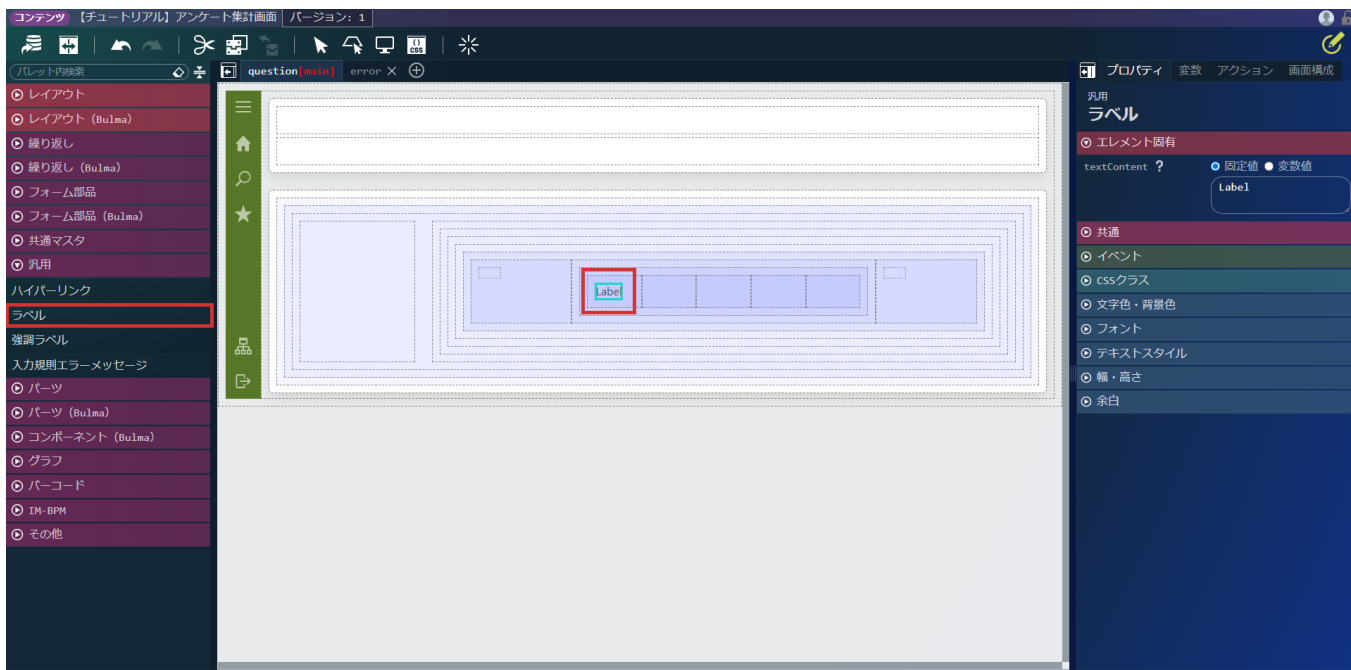 コンテンツ 【チュートリアル】アンケート集計画面 バージョン: 1
パレット内検索
question[main] error ×
レイアウト
レイアウト (Bulma)
繰り返し
繰り返し (Bulma)
フォーム部品
フォーム部品 (Bulma)
共通マスタ
汎用
ハイパーリンク
ラベル
強調ラベル
入力規則エラーメッセージ
パーツ
パーツ (Bulma)
コンポーネント (Bulma)
グラフ
バーコード
IM-BPM
その他
Label
プロパティ 変数 アクション 画面構成
汎用
ラベル
エレメント固有
textContent ? 固定値 変数値
Label
共通
イベント
CSSクラス
文字色・背景色
フォント
テキストスタイル
幅・高さ
余白